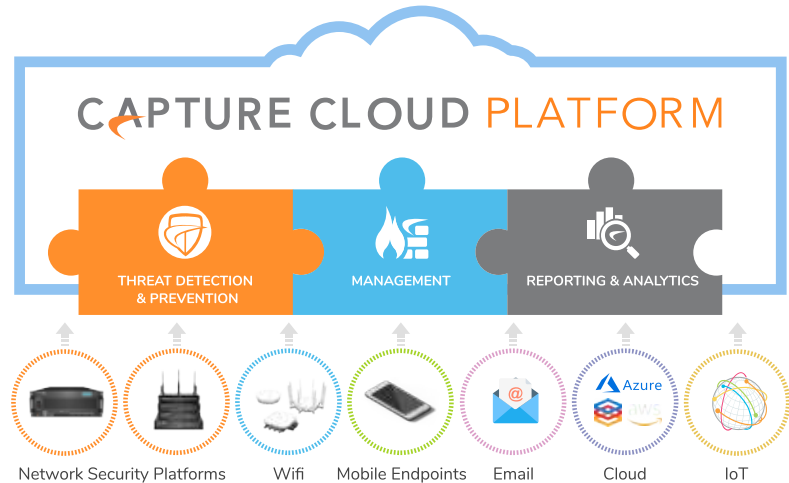 CAPTURE CLOUD PLATFORM
THREAT DETECTION
& PREVENTION
MANAGEMENT
REPORTING & ANALYTICS
@
Azure
aws
Network Security Platforms
Wifi
Mobile Endpoints
Email
Cloud
IoT